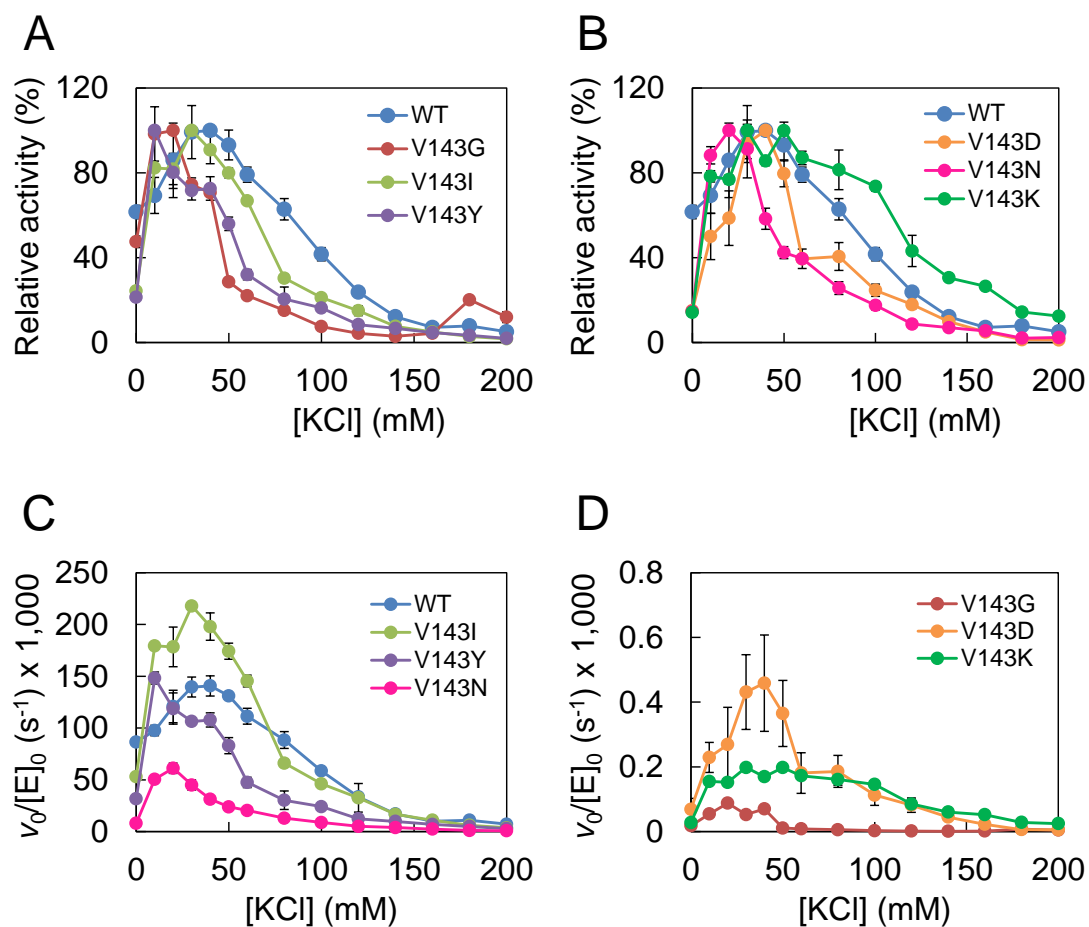 A
Relative activity (%)
120
80
40
0
WT
V143G
V143I
V143Y
0 50 100 150 200
[KCl] (mM)
B
Relative activity (%)
120
80
40
0
WT
V143D
V143N
V143K
0 50 100 150 200
[KCl] (mM)
C
v₀/[E]₀ (s⁻¹) x 1,000
250
200
150
100
50
0
WT
V143I
V143Y
V143N
0 50 100 150 200
[KCl] (mM)
D
v₀/[E]₀ (s⁻¹) x 1,000
0.8
0.6
0.4
0.2
0
V143G
V143D
V143K
0 50 100 150 200
[KCl] (mM)